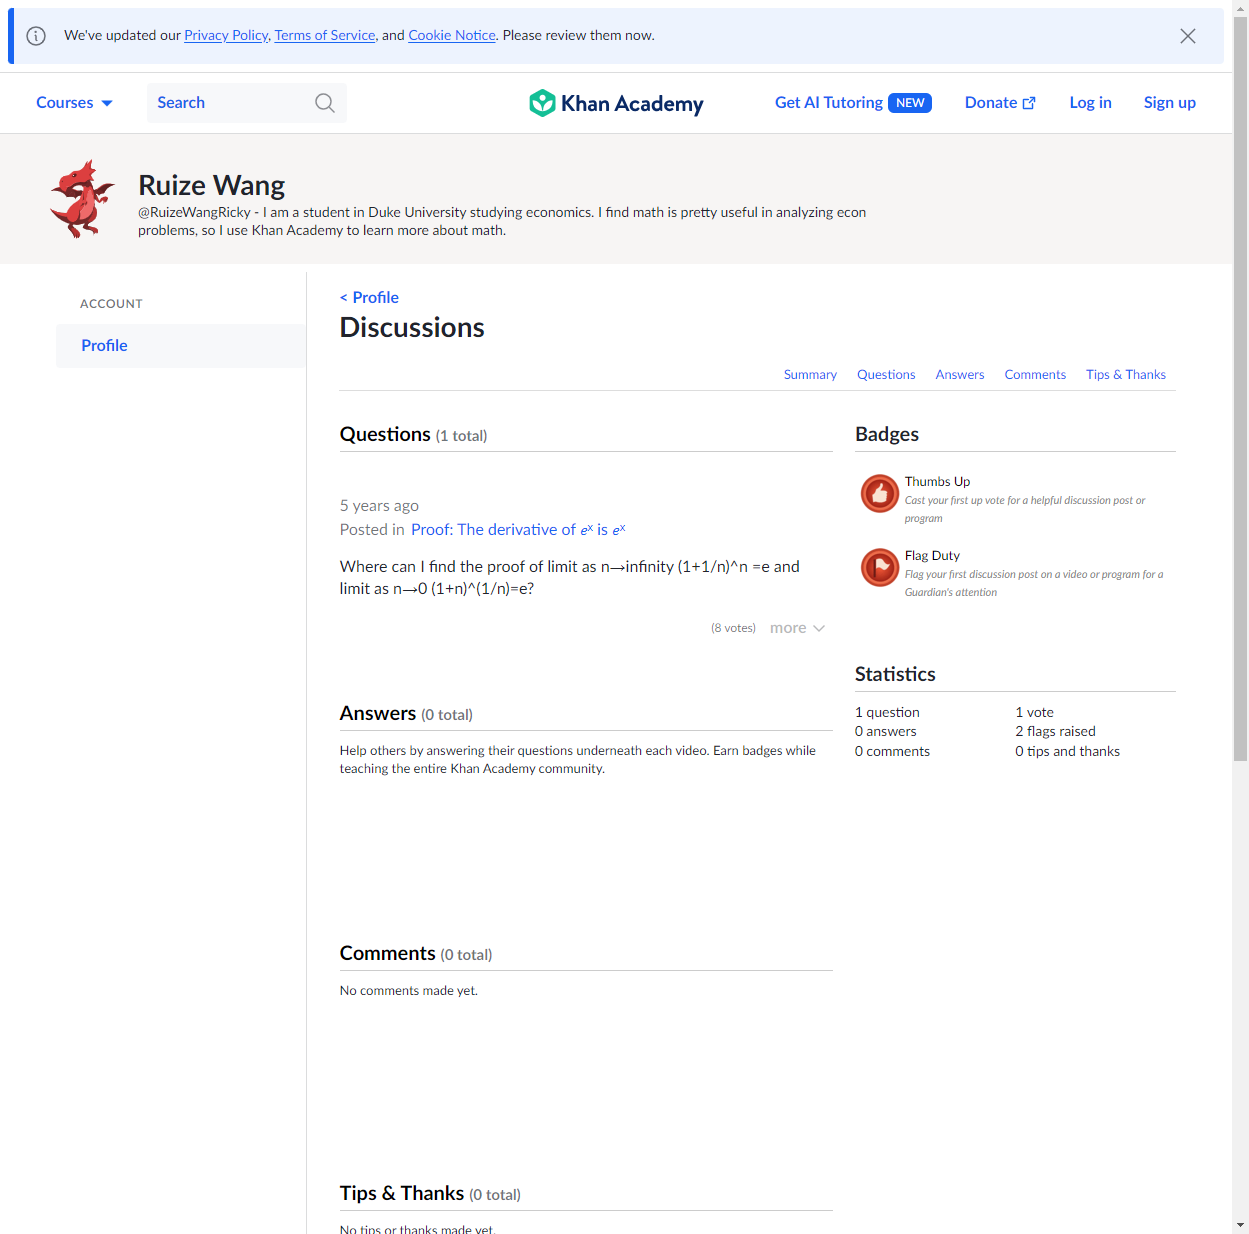 We've updated our Privacy Policy, Terms of Service, and Cookie Notice. Please review them now.
Courses
Search
Khan Academy
Get AI Tutoring NEW
Donate
Log in
Sign up
Ruize Wang
@RuizeWangRicky - I am a student in Duke University studying economics. I find math is pretty useful in analyzing econ
problems, so I use Khan Academy to learn more about math.
ACCOUNT
Profile
< Profile
Discussions
Summary Questions Answers Comments Tips & Thanks
Questions (1 total)
5 years ago
Posted in Proof: The derivative of eˣ is eˣ
Where can I find the proof of limit as n→infinity (1+1/n)^n =e and
limit as n→0 (1+n)^(1/n)=e?
(8 votes) more
Answers (0 total)
Help others by answering their questions underneath each video. Earn badges while
teaching the entire Khan Academy community.
Comments (0 total)
No comments made yet.
Tips & Thanks (0 total)
No tips or thanks made yet.
Badges
Thumbs Up
Cast your first up vote for a helpful discussion post or
program
Flag Duty
Flag your first discussion post on a video or program for a
Guardian's attention
Statistics
1 question
0 answers
0 comments
1 vote
2 flags raised
0 tips and thanks